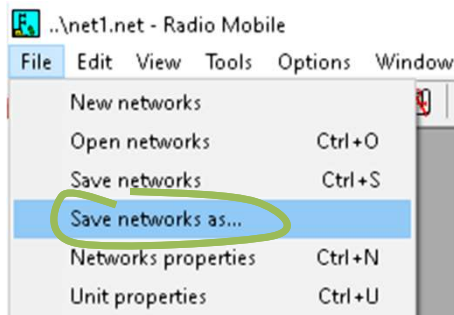 ..\net1.net - Radio Mobile
File Edit View Tools Options Window
New networks
Open networks Ctrl+O
Save networks Ctrl+S
Save networks as...
Networks properties Ctrl+N
Unit properties Ctrl+U